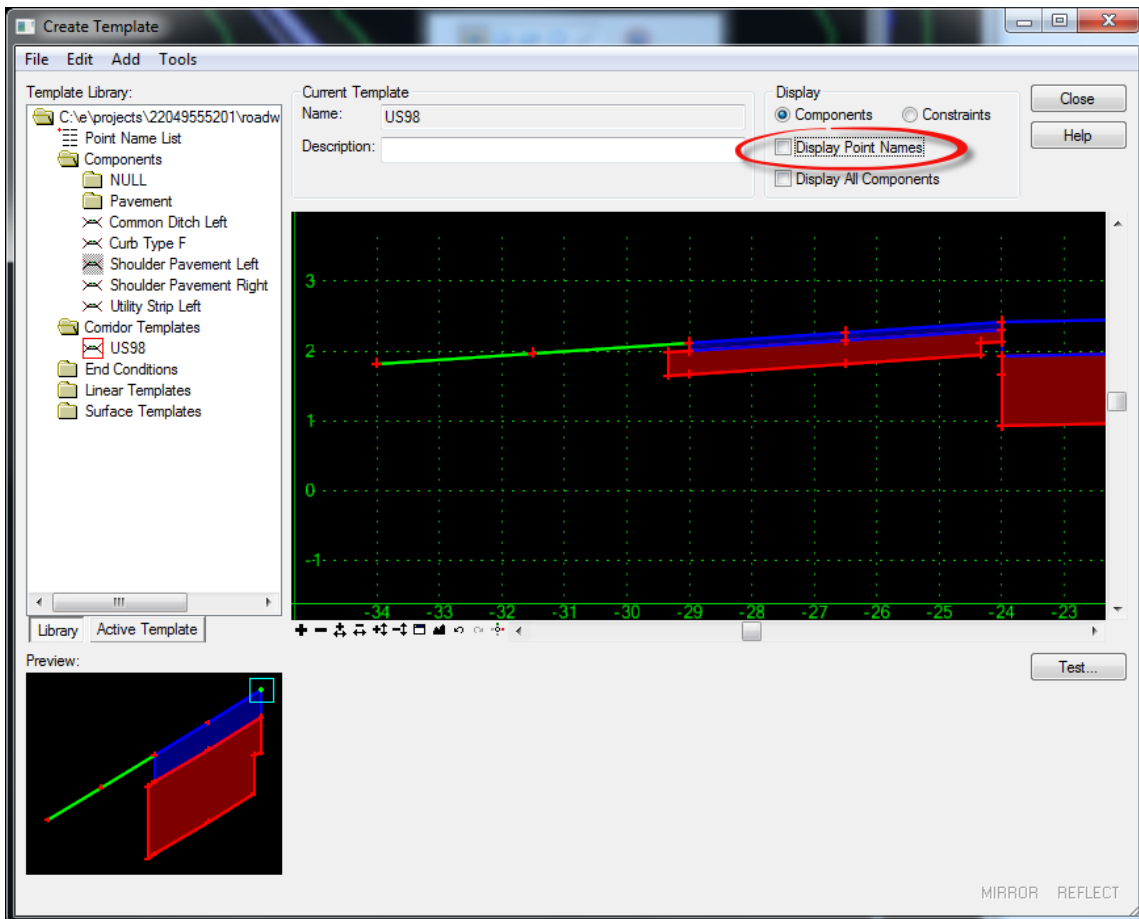 Create Template
File Edit Add Tools
Template Library:
C:\e\projects\22049555201\roadw
Point Name List
Components
NULL
Pavement
Common Ditch Left
Curb Type F
Shoulder Pavement Left
Shoulder Pavement Right
Utility Strip Left
Corridor Templates
US98
End Conditions
Linear Templates
Surface Templates
Library Active Template
Preview:
Current Template
Name: US98
Description:
Display
Components Constraints
Display Point Names
Display All Components
Close
Help
3
2
1
0
-1
-34 -33 -32 -31 -30 -29 -28 -27 -26 -25 -24 -23
Test...
MIRROR REFLECT